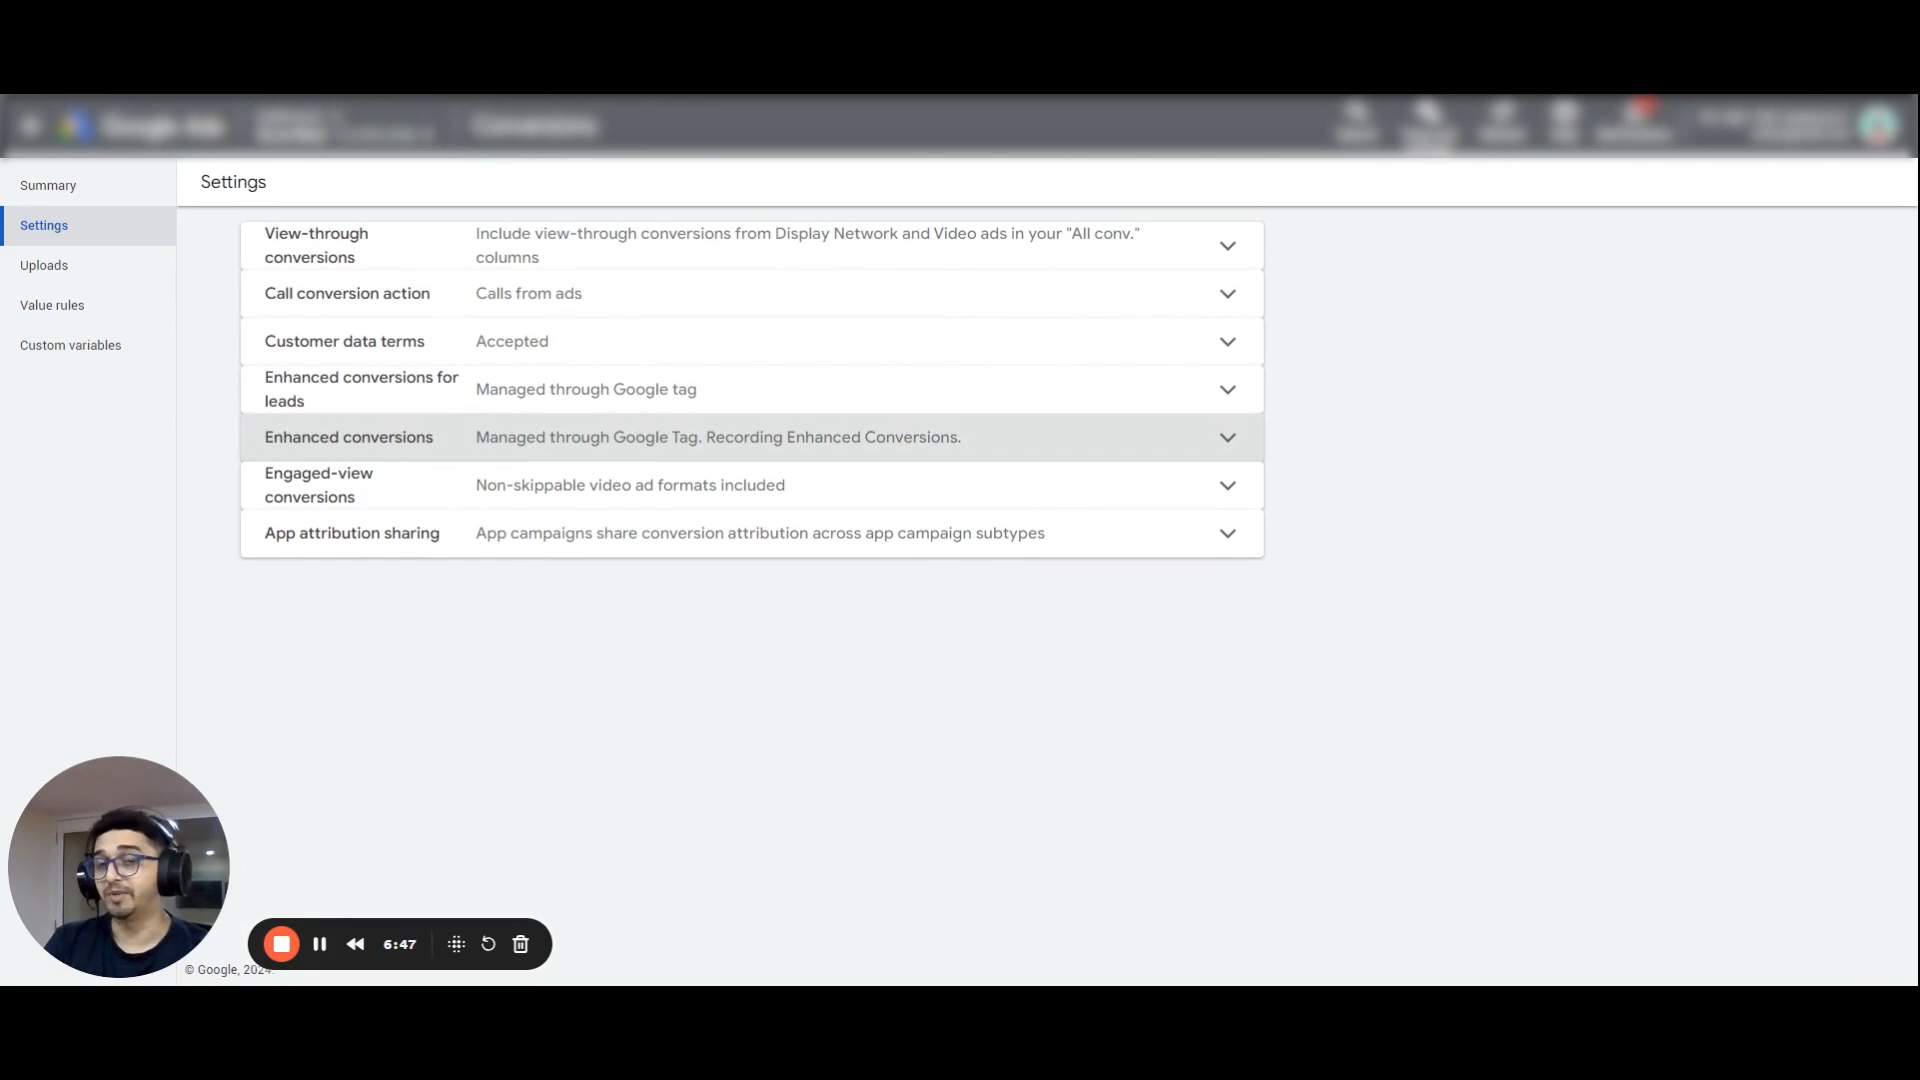 Google Ads
Conversions
Summary
Settings
Uploads
Value rules
Custom variables
Settings
View-through conversions
Include view-through conversions from Display Network and Video ads in your "All conv."
columns
Call conversion action
Calls from ads
Customer data terms
Accepted
Enhanced conversions for
leads
Managed through Google tag
Enhanced conversions
Managed through Google Tag. Recording Enhanced Conversions.
Engaged-view
conversions
Non-skippable video ad formats included
App attribution sharing
App campaigns share conversion attribution across app campaign subtypes
6:47
© Google, 2024.